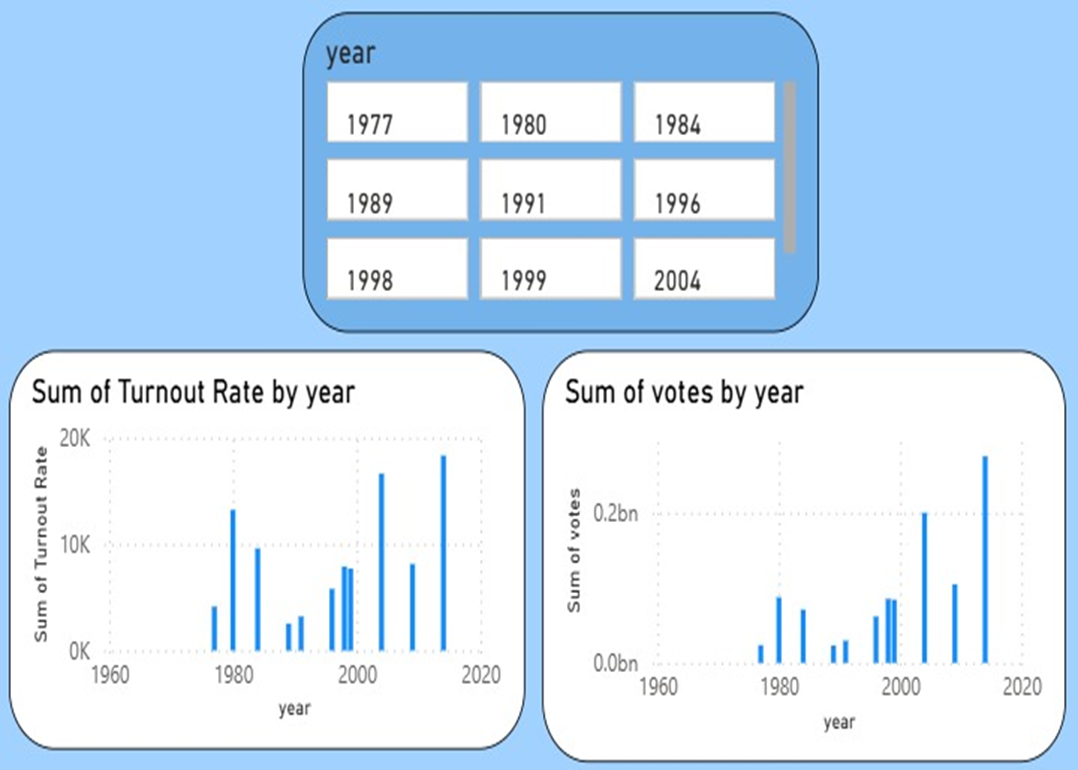 year
1977 1980 1984
1989 1991 1996
1998 1999 2004
Sum of Turnout Rate by year
Sum of Turnout Rate
20K
10K
0K
1960 1980 2000 2020
year
Sum of votes by year
Sum of votes
0.2bn
0.0bn
1960 1980 2000 2020
year